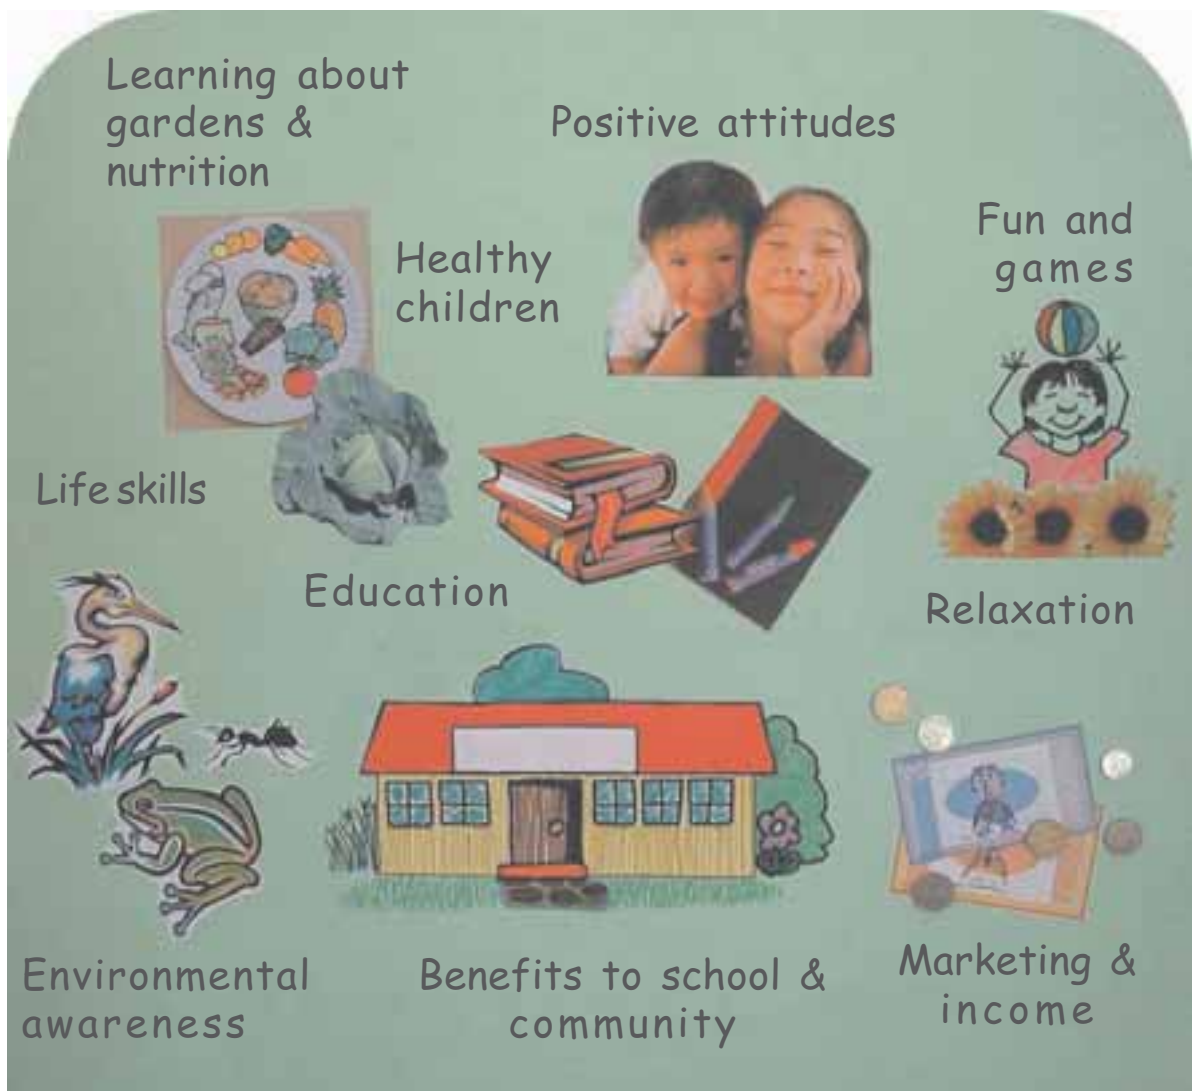 Learning about
gardens &
nutrition
Positive attitudes
Fun and
games
Healthy
children
Life skills
Education
Relaxation
Environmental
awareness
Benefits to school &
community
Marketing &
income